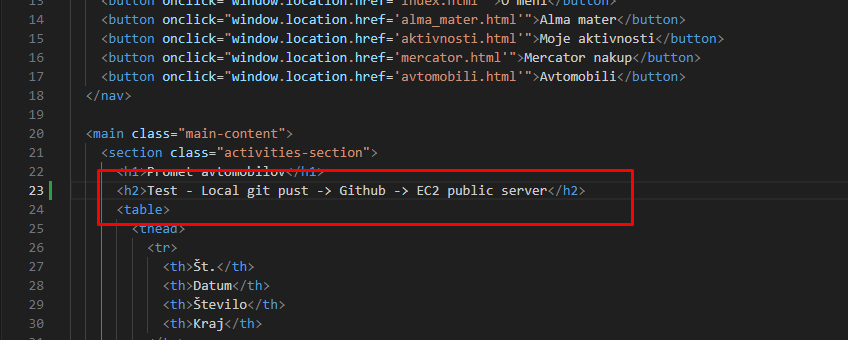 13 <button onclick="window.location.href='index.html'">O meni</button>
14 <button onclick="window.location.href='alma_mater.html'">Alma mater</button>
15 <button onclick="window.location.href='aktivnosti.html'">Moje aktivnosti</button>
16 <button onclick="window.location.href='mercator.html'">Mercator nakup</button>
17 <button onclick="window.location.href='avtomobili.html'">Avtomobili</button>
18 </nav>
19
20 <main class="main-content">
21 <section class="activities-section">
22 <h1>Promet avtomobilov</h1>
23 <h2>Test - Local git pust -> Github -> EC2 public server</h2>
24 <table>
25 <thead>
26 <tr>
27 <th>Št.</th>
28 <th>Datum</th>
29 <th>Število</th>
30 <th>Kraj</th>
31